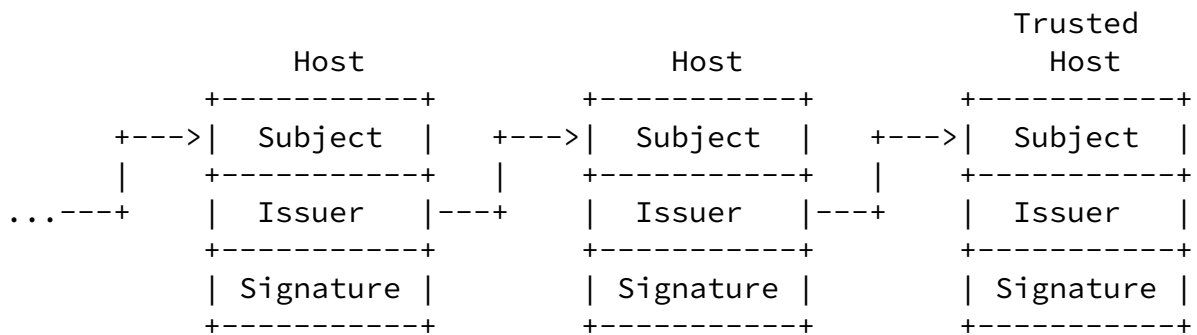 Trusted
                Host                 Host                 Host
           +-----------+        +-----------+        +-----------+
      +--->|  Subject  |   +--->|  Subject  |   +--->|  Subject  |
      |    +-----------+   |    +-----------+   |    +-----------+
...---+    |  Issuer   |---+    |  Issuer   |---+    |  Issuer   |
           +-----------+        +-----------+        +-----------+
           | Signature |        | Signature |        | Signature |
           +-----------+        +-----------+        +-----------+